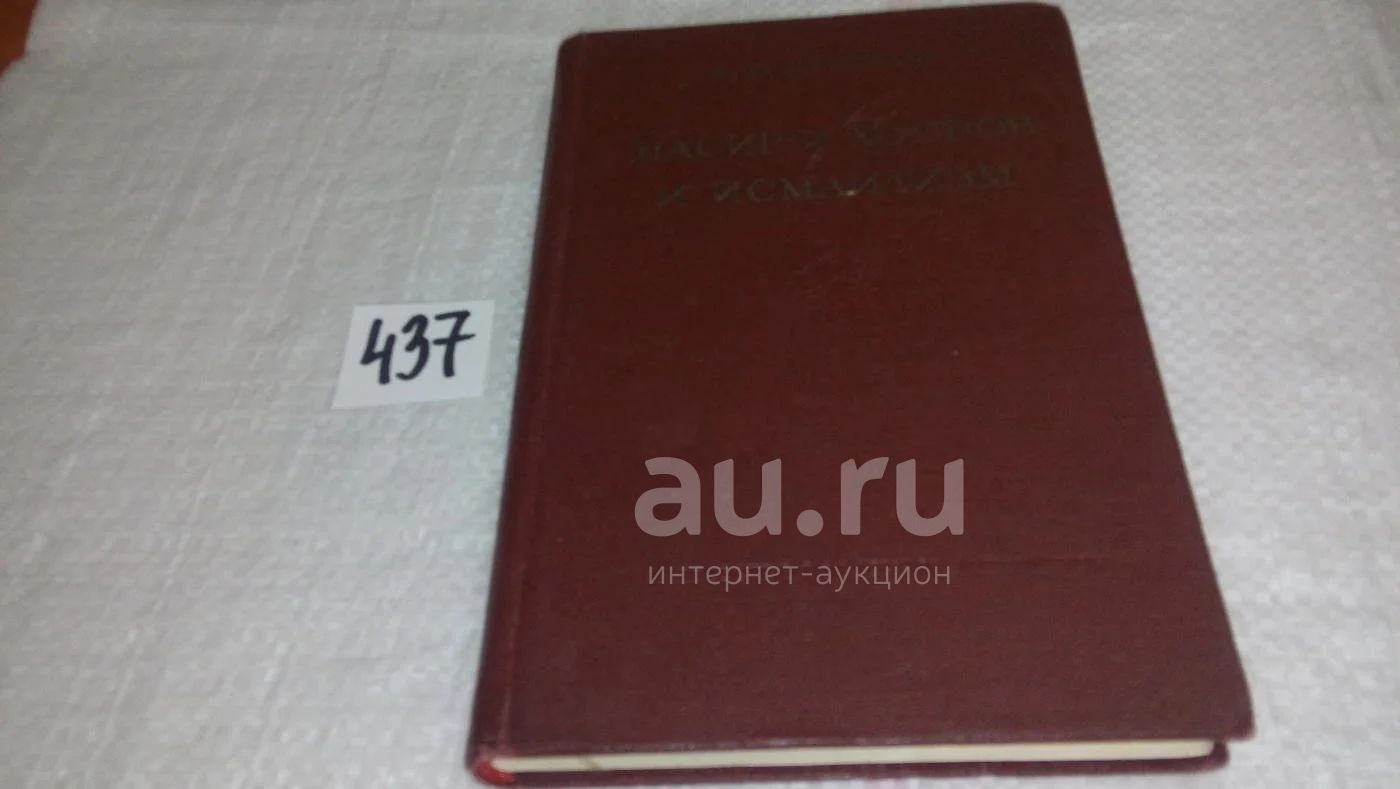 НАСИР-И ХОСРОВ
И ИСМАИЛИЗМ
437
au.ru
интернет-аукцион